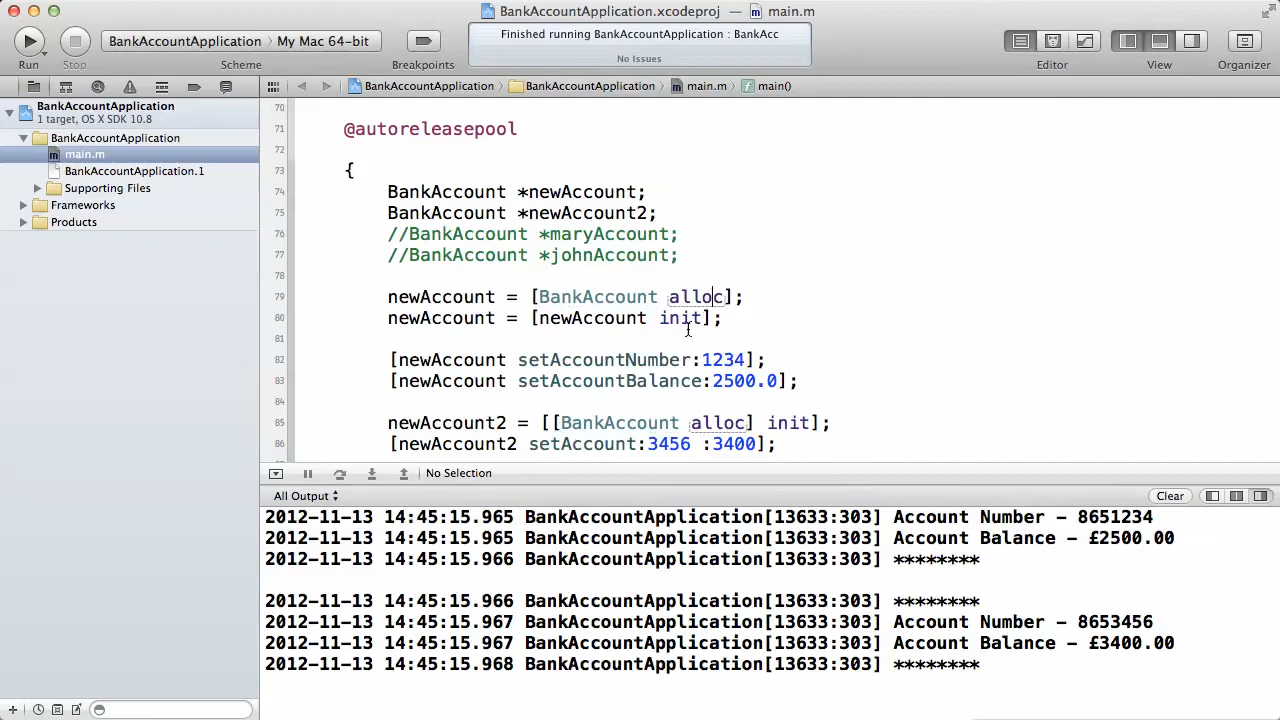 BankAccountApplication.xcodeproj — main.m
Run Stop BankAccountApplication › My Mac 64-bit Scheme Breakpoints
Finished running BankAccountApplication : BankAcc
No Issues
Editor View Organizer
BankAccountApplication › BankAccountApplication › main.m › main()
BankAccountApplication
1 target, OS X SDK 10.8
BankAccountApplication
main.m
BankAccountApplication.1
Supporting Files
Frameworks
Products
70
71 @autoreleasepool
72
73 {
74 BankAccount *newAccount;
75 BankAccount *newAccount2;
76 //BankAccount *maryAccount;
77 //BankAccount *johnAccount;
78
79 newAccount = [BankAccount alloc];
80 newAccount = [newAccount init];
81
82 [newAccount setAccountNumber:1234];
83 [newAccount setAccountBalance:2500.0];
84
85 newAccount2 = [[BankAccount alloc] init];
86 [newAccount2 setAccount:3456 :3400];
No Selection
All Output
Clear
2012-11-13 14:45:15.965 BankAccountApplication[13633:303] Account Number – 8651234
2012-11-13 14:45:15.965 BankAccountApplication[13633:303] Account Balance – £2500.00
2012-11-13 14:45:15.966 BankAccountApplication[13633:303] ********
2012-11-13 14:45:15.966 BankAccountApplication[13633:303] ********
2012-11-13 14:45:15.967 BankAccountApplication[13633:303] Account Number – 8653456
2012-11-13 14:45:15.967 BankAccountApplication[13633:303] Account Balance – £3400.00
2012-11-13 14:45:15.968 BankAccountApplication[13633:303] ********